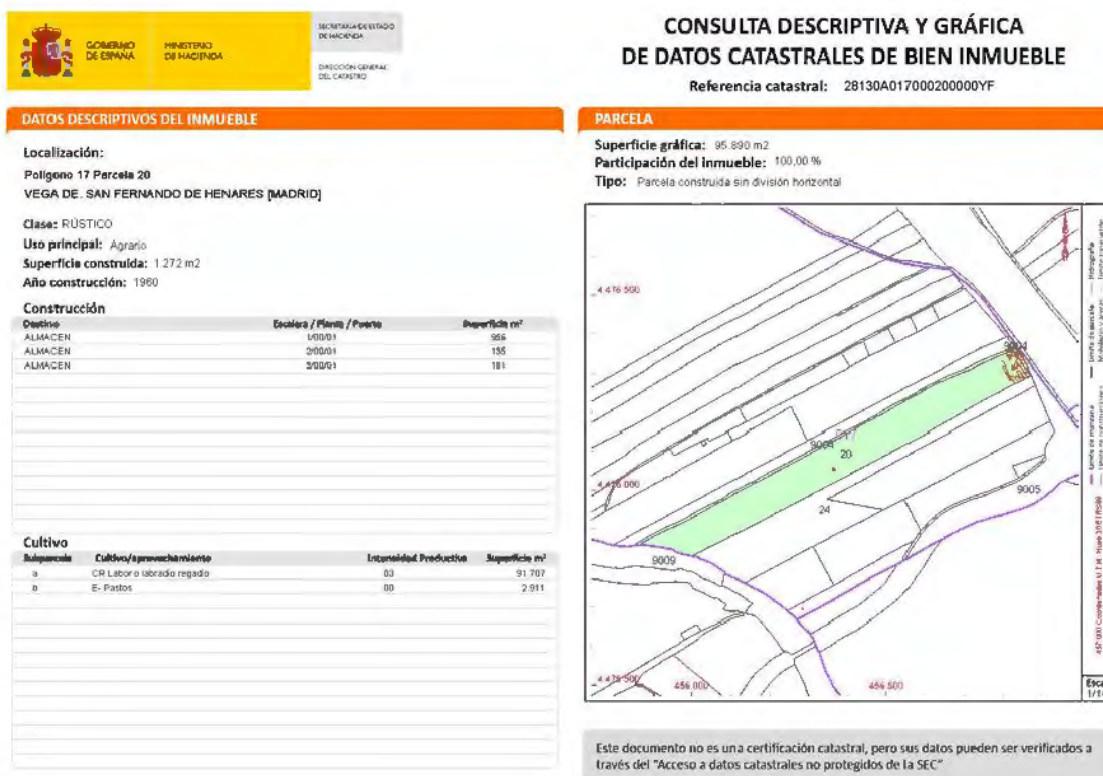 GOBIERNO
DE ESPAÑA
MINISTERIO
DE HACIENDA
SECRETARÍA DE ESTADO
DE HACIENDA
DIRECCIÓN GENERAL
DEL CATASTRO
CONSULTA DESCRIPTIVA Y GRÁFICA
DE DATOS CATASTRALES DE BIEN INMUEBLE
Referencia catastral: 28130A017000200000YF
DATOS DESCRIPTIVOS DEL INMUEBLE
Localización:
Polígono 17 Parcela 20
VEGA DE. SAN FERNANDO DE HENARES [MADRID]
Clase: RÚSTICO
Uso principal: Agrario
Superficie construida: 1.272 m2
Año construcción: 1960
Construcción
Destino Escalera / Planta / Puerta Superficie m²
ALMACEN 1/00/01 956
ALMACEN 2/00/01 135
ALMACEN 3/00/01 181
Cultivo
Subparcela Cultivo/aprovechamiento Intensidad Productiva Superficie m²
a CR Labor o labradío regadío 03 91.707
b E- Pastos 00 2.911
PARCELA
Superficie gráfica: 95.890 m2
Participación del inmueble: 100,00 %
Tipo: Parcela construida sin división horizontal
4.476.500
9004
20
24
9005
4.476.000
9009
4.475.500
456.000
456.500
Este documento no es una certificación catastral, pero sus datos pueden ser verificados a
través del "Acceso a datos catastrales no protegidos de la SEC"